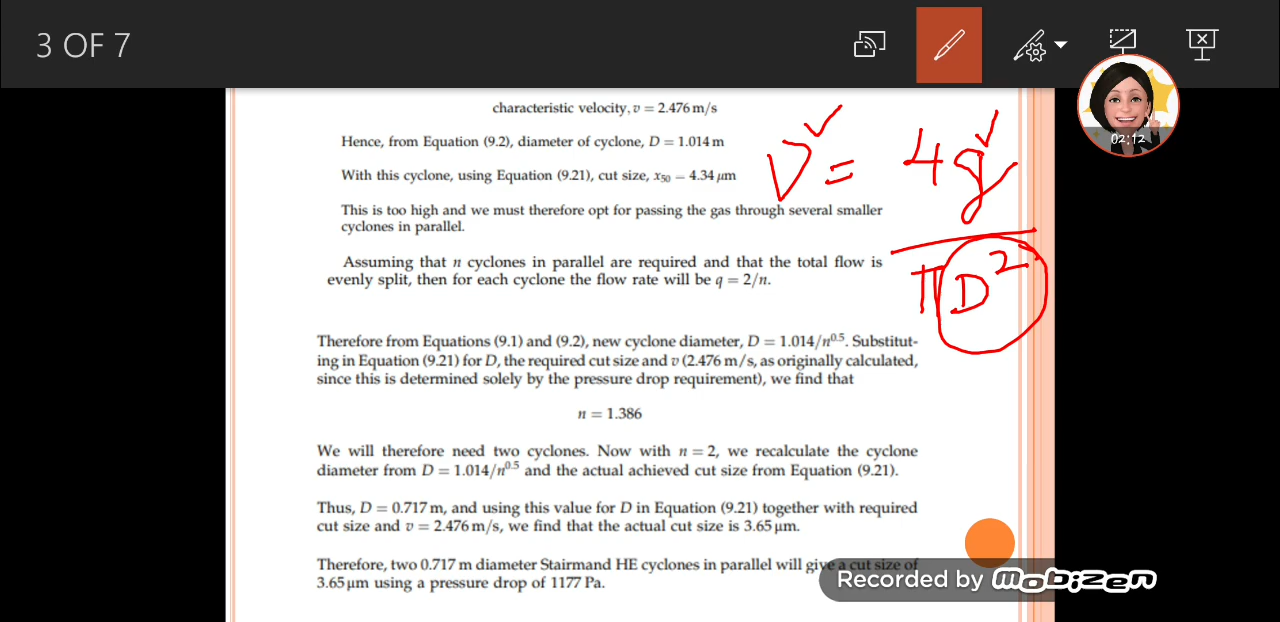 3 OF 7
02:12
characteristic velocity, v = 2.476 m/s
Hence, from Equation (9.2), diameter of cyclone, D = 1.014 m
With this cyclone, using Equation (9.21), cut size, x50 = 4.34 μm
This is too high and we must therefore opt for passing the gas through several smaller
cyclones in parallel.
Assuming that n cyclones in parallel are required and that the total flow is
evenly split, then for each cyclone the flow rate will be q = 2/n.
Therefore from Equations (9.1) and (9.2), new cyclone diameter, D = 1.014/n^0.5. Substitut-
ing in Equation (9.21) for D, the required cut size and v (2.476 m/s, as originally calculated,
since this is determined solely by the pressure drop requirement), we find that
n = 1.386
We will therefore need two cyclones. Now with n = 2, we recalculate the cyclone
diameter from D = 1.014/n^0.5 and the actual achieved cut size from Equation (9.21).
Thus, D = 0.717 m, and using this value for D in Equation (9.21) together with required
cut size and v = 2.476 m/s, we find that the actual cut size is 3.65 μm.
Therefore, two 0.717 m diameter Stairmand HE cyclones in parallel will give a cut size of
3.65 μm using a pressure drop of 1177 Pa.
V = 4q
πD²
Recorded by mobizen